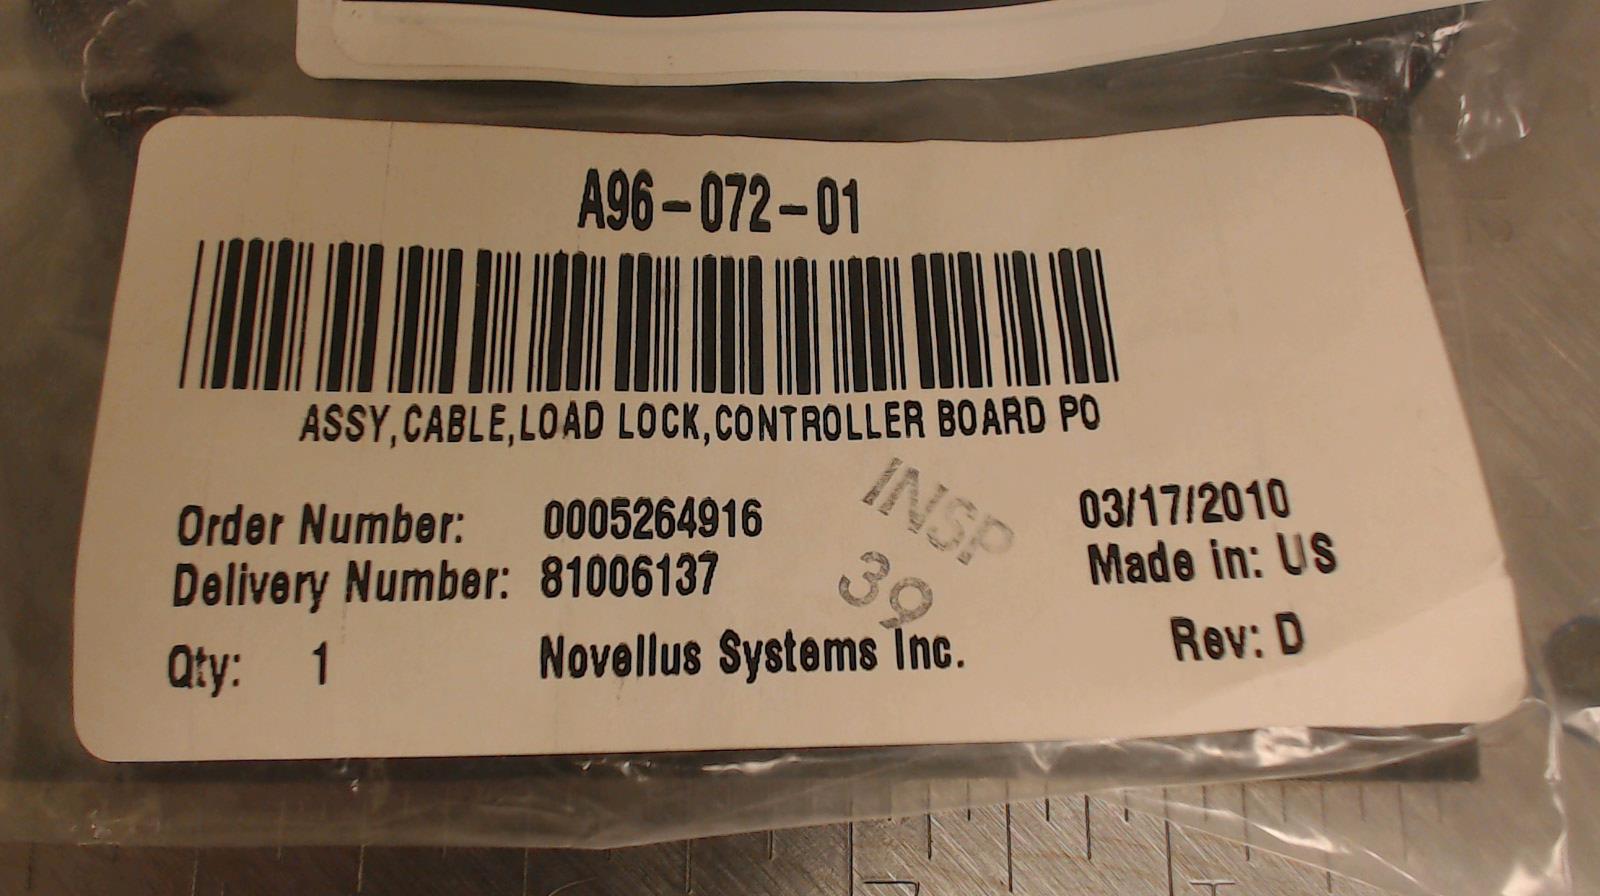 A96-072-01
ASSY,CABLE,LOAD LOCK,CONTROLLER BOARD PO
Order Number: 0005264916
03/17/2010
Delivery Number: 81006137
Made in: US
INSP
39
Qty: 1
Novellus Systems Inc.
Rev: D